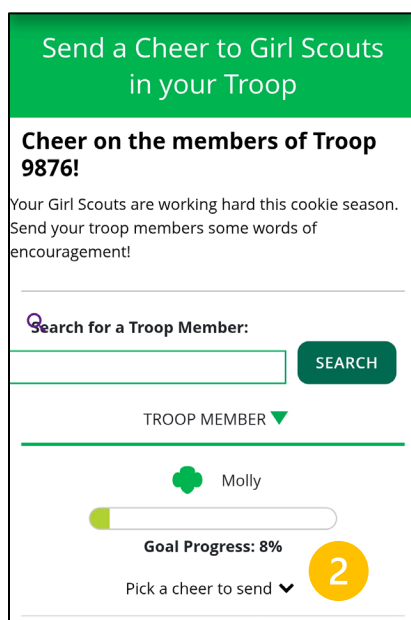 Send a Cheer to Girl Scouts
in your Troop
Cheer on the members of Troop
9876!
Your Girl Scouts are working hard this cookie season.
Send your troop members some words of
encouragement!
Search for a Troop Member:
SEARCH
TROOP MEMBER
Molly
Goal Progress: 8%
Pick a cheer to send
2